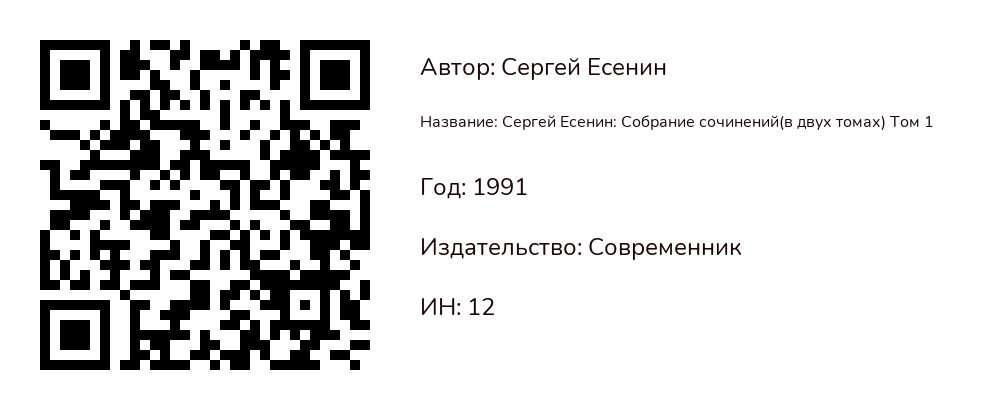 Автор: Сергей Есенин
Название: Сергей Есенин: Собрание сочинений(в двух томах) Том 1
Год: 1991
Издательство: Современник
ИН: 12